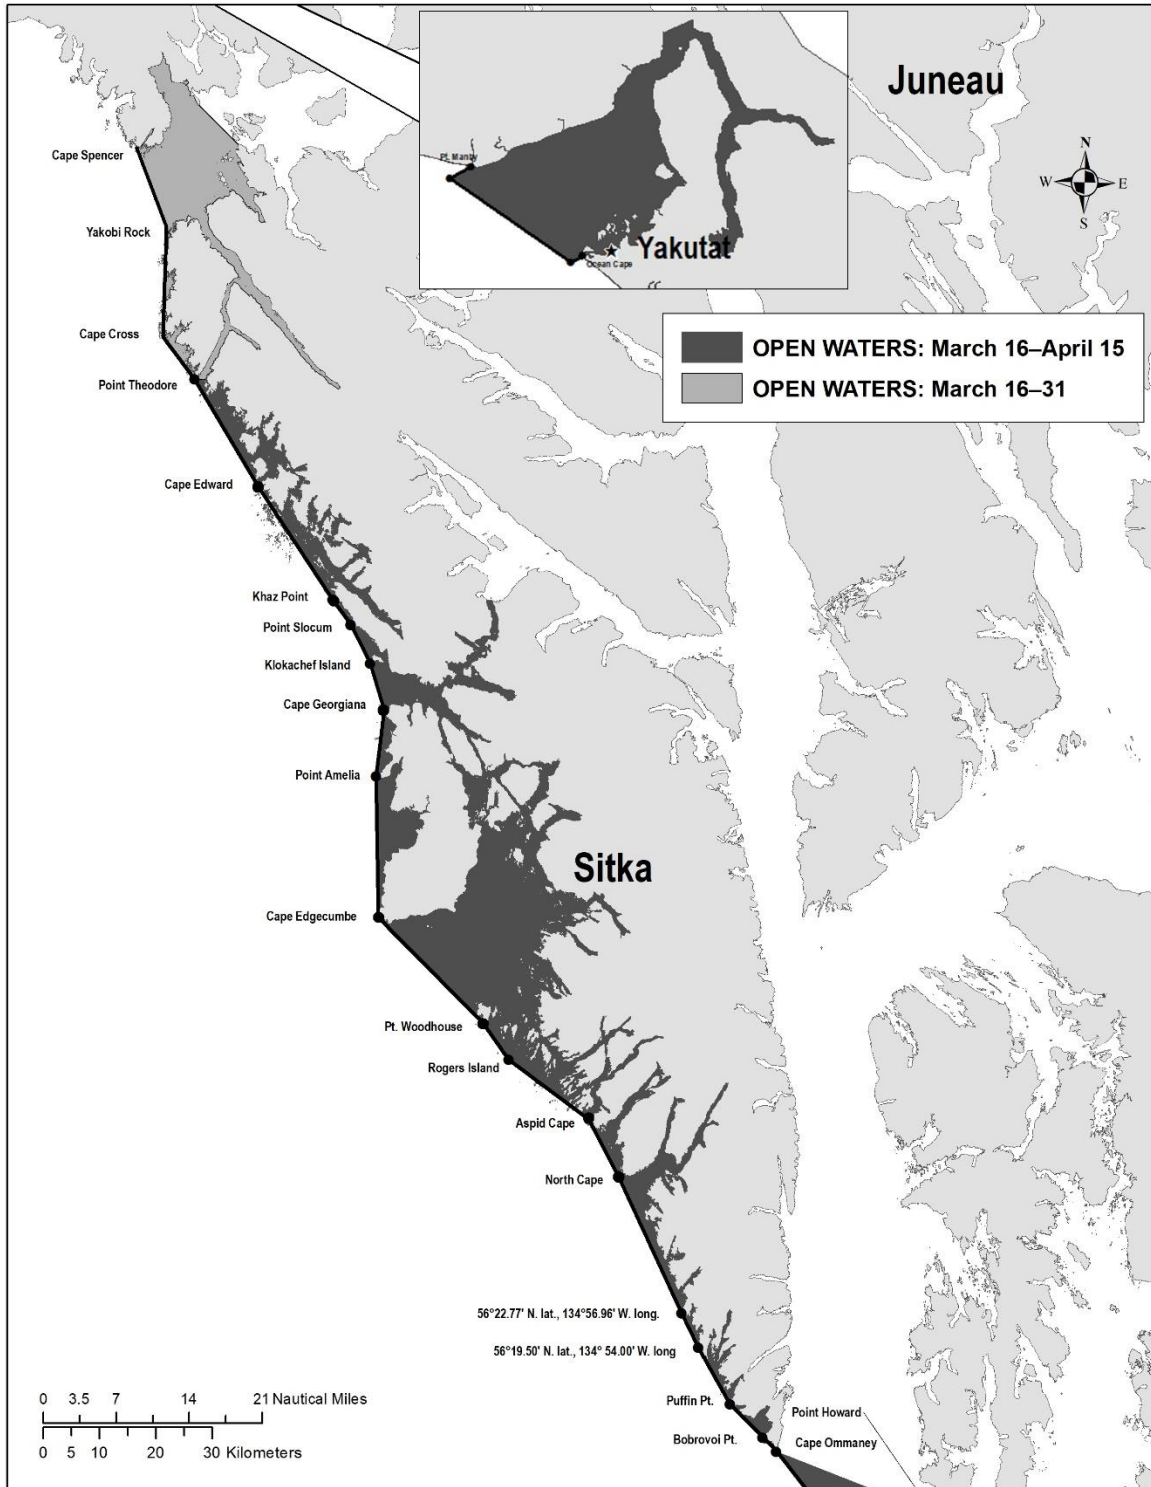 Juneau
N
W
E
S
Pt. Manby
Yakutat
Ocean Cape
OPEN WATERS: March 16–April 15
OPEN WATERS: March 16–31
Cape Spencer
Yakobi Rock
Cape Cross
Point Theodore
Cape Edward
Khaz Point
Point Slocum
Klokachef Island
Cape Georgiana
Point Amelia
Sitka
Cape Edgecumbe
Pt. Woodhouse
Rogers Island
Aspid Cape
North Cape
56°22.77' N. lat., 134°56.96' W. long.
56°19.50' N. lat., 134° 54.00' W. long
Puffin Pt.
Point Howard
Bobrovoi Pt.
Cape Ommaney
0 3.5 7 14 21 Nautical Miles
0 5 10 20 30 Kilometers